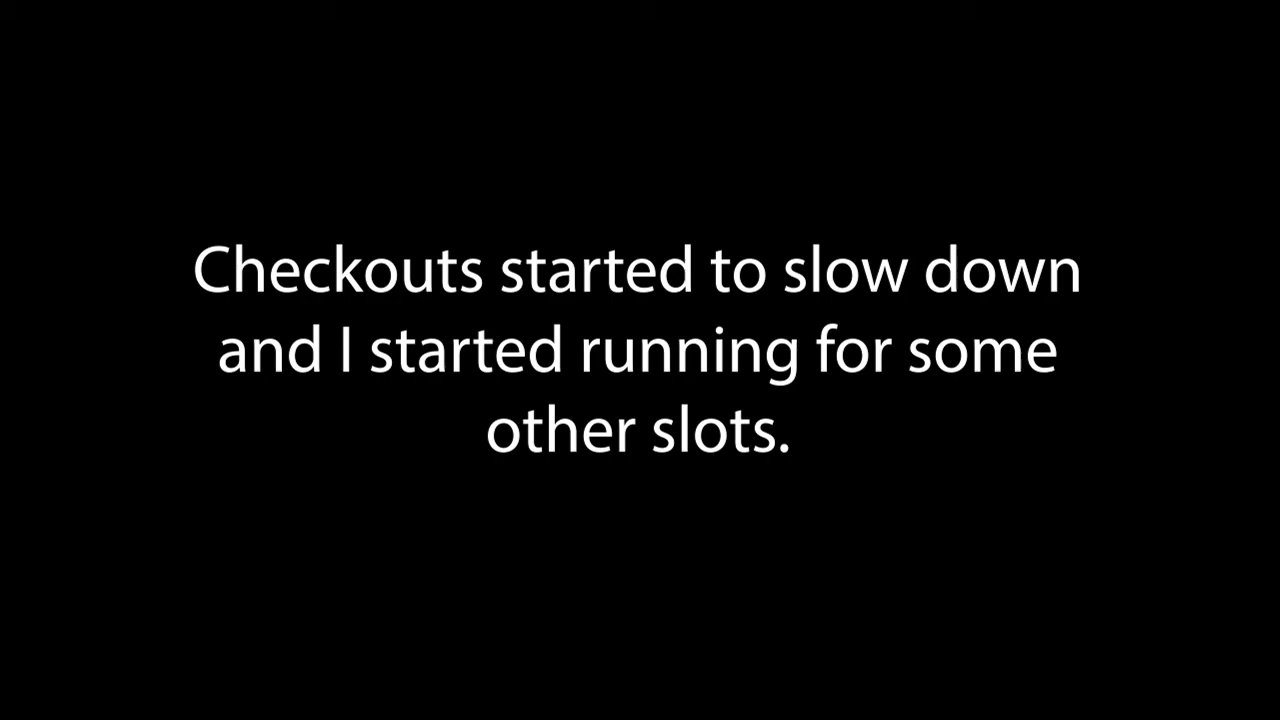 Checkouts started to slow down
and I started running for some
other slots.